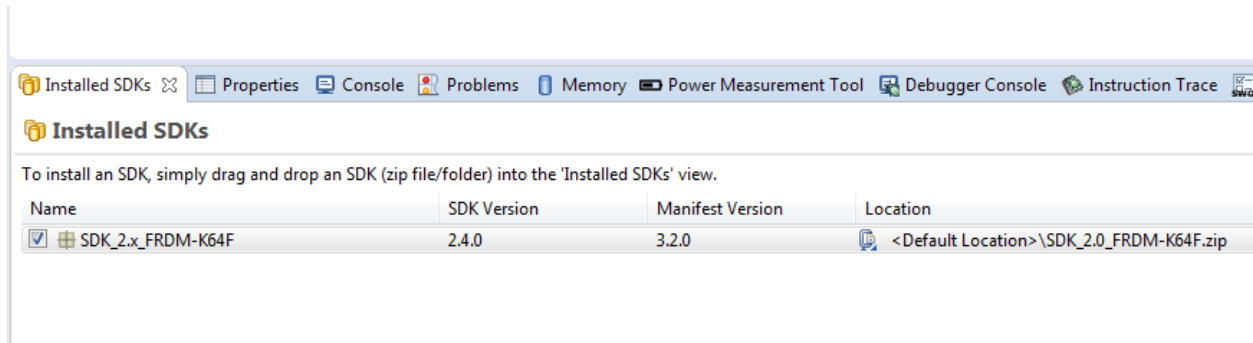 Installed SDKs Properties Console Problems Memory Power Measurement Tool Debugger Console Instruction Trace
Installed SDKs
To install an SDK, simply drag and drop an SDK (zip file/folder) into the 'Installed SDKs' view.
Name SDK Version Manifest Version Location
SDK_2.x_FRDM-K64F 2.4.0 3.2.0 <Default Location>\SDK_2.0_FRDM-K64F.zip